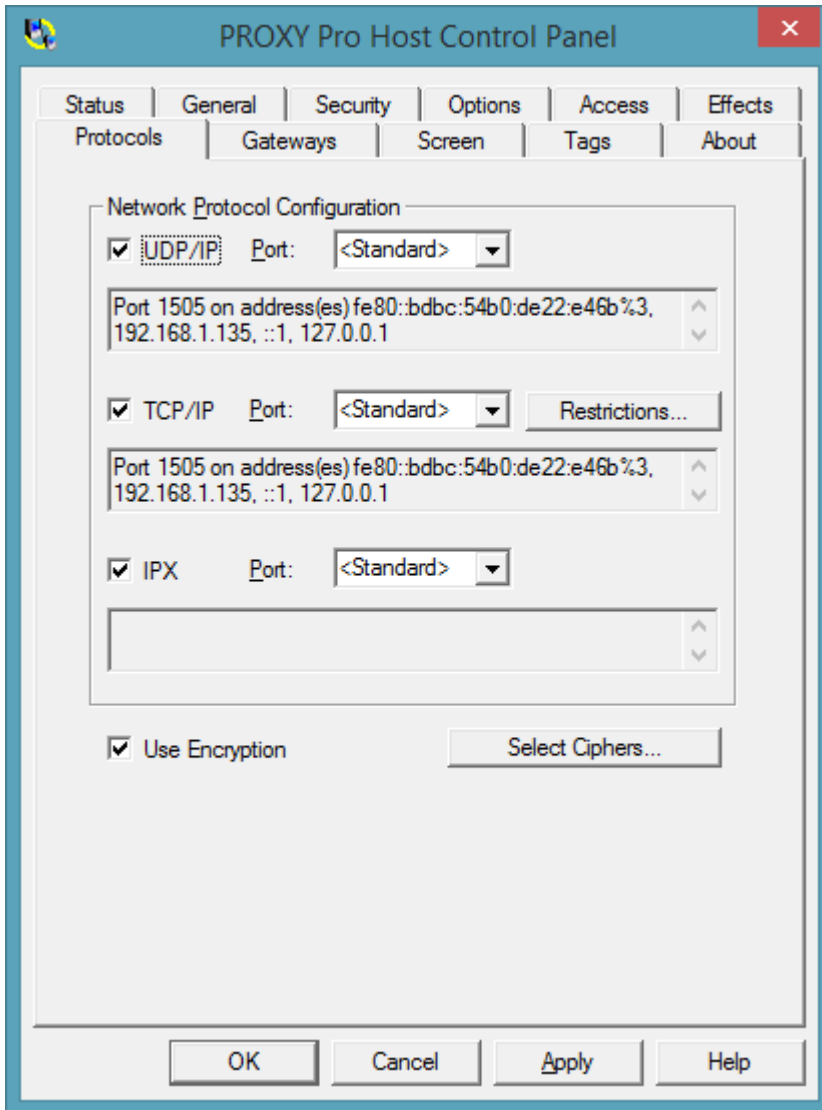 PROXY Pro Host Control Panel
Status General Security Options Access Effects
Protocols Gateways Screen Tags About
Network Protocol Configuration
UDP/IP Port: <Standard>
Port 1505 on address(es) fe80::bdbc:54b0:de22:e46b%3,
192.168.1.135, ::1, 127.0.0.1
TCP/IP Port: <Standard> Restrictions...
Port 1505 on address(es) fe80::bdbc:54b0:de22:e46b%3,
192.168.1.135, ::1, 127.0.0.1
IPX Port: <Standard>
Use Encryption Select Ciphers...
OK Cancel Apply Help